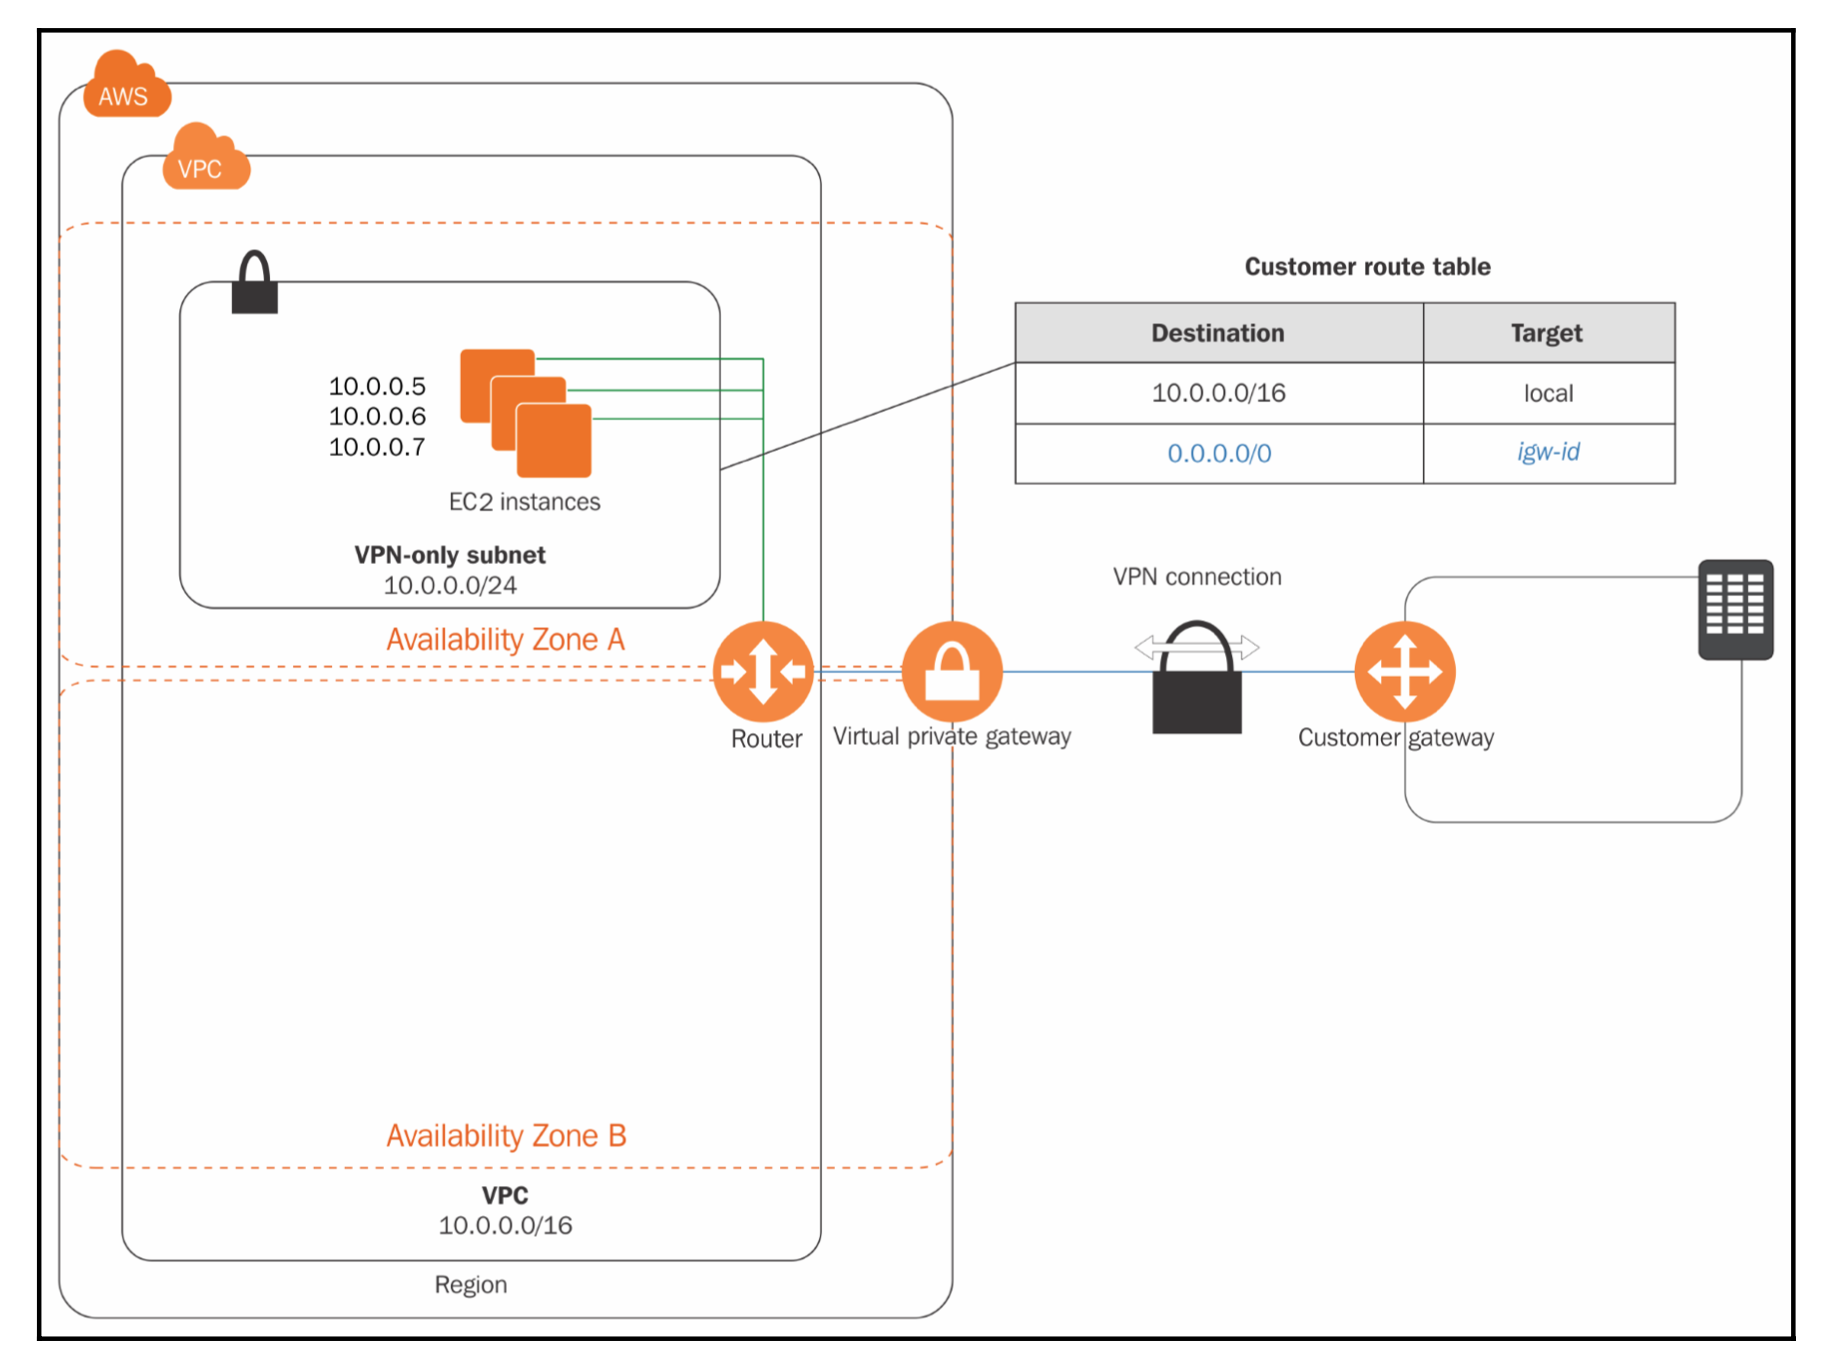 AWS
VPC
Customer route table
Destination Target
10.0.0.0/16 local
0.0.0.0/0 igw-id
10.0.0.5
10.0.0.6
10.0.0.7
EC2 instances
VPN-only subnet
10.0.0.0/24
Availability Zone A
VPN connection
Router
Virtual private gateway
Customer gateway
Availability Zone B
VPC
10.0.0.0/16
Region